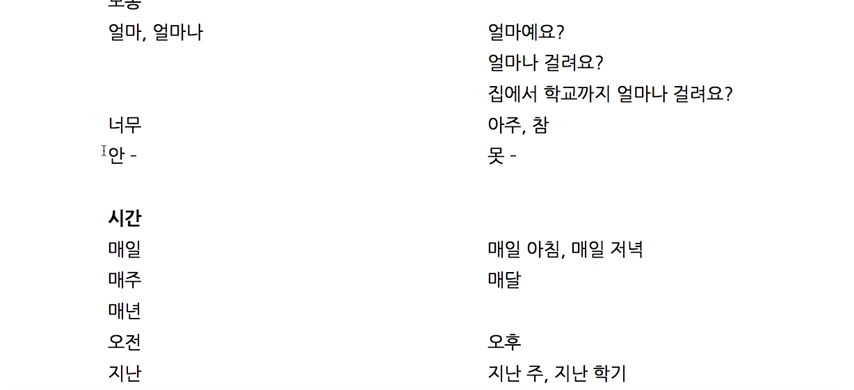 보통
얼마, 얼마나 얼마예요?
얼마나 걸려요?
집에서 학교까지 얼마나 걸려요?
너무 아주, 참
안 - 못 -
시간
매일 매일 아침, 매일 저녁
매주 매달
매년
오전 오후
지난 지난 주, 지난 학기